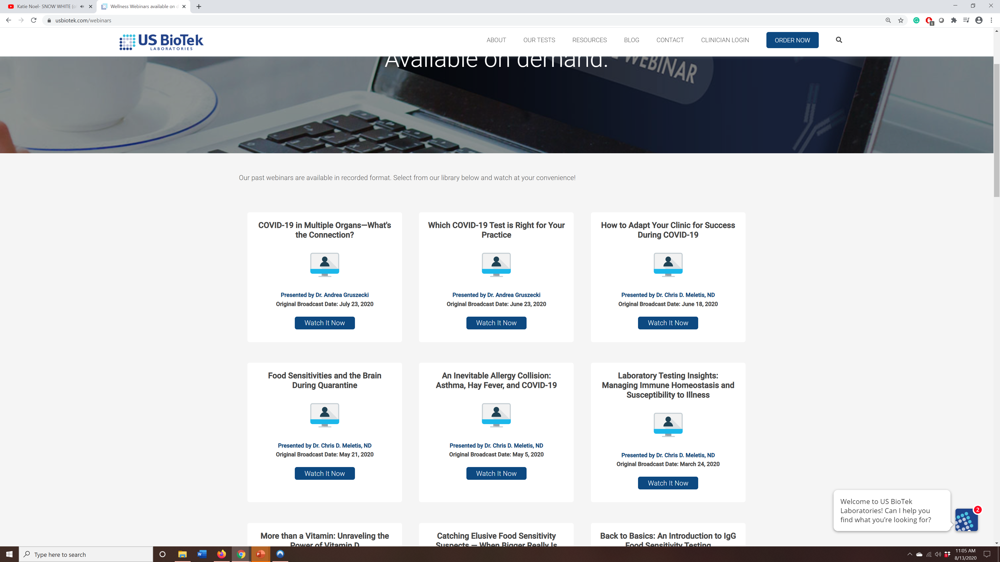 Katie Noel- SNOW WHITE (o
Wellness Webinars available on d
usbiotek.com/webinars
1
US BioTek
LABORATORIES
ABOUT
OUR TESTS
RESOURCES
BLOG
CONTACT
CLINICIAN LOGIN
ORDER NOW
Available on demand.
WEBINAR
Our past webinars are available in recorded format. Select from our library below and watch at your convenience!
COVID-19 in Multiple Organs—What's
the Connection?
Presented by Dr. Andrea Gruszecki
Original Broadcast Date: July 23, 2020
Watch It Now
Which COVID-19 Test is Right for Your
Practice
Presented by Dr. Andrea Gruszecki
Original Broadcast Date: June 23, 2020
Watch It Now
How to Adapt Your Clinic for Success
During COVID-19
Presented by Dr. Chris D. Meletis, ND
Original Broadcast Date: June 18, 2020
Watch It Now
Food Sensitivities and the Brain
During Quarantine
Presented by Dr. Chris D. Meletis, ND
Original Broadcast Date: May 21, 2020
Watch It Now
An Inevitable Allergy Collision:
Asthma, Hay Fever, and COVID-19
Presented by Dr. Chris D. Meletis, ND
Original Broadcast Date: May 5, 2020
Watch It Now
Laboratory Testing Insights:
Managing Immune Homeostasis and
Susceptibility to Illness
Presented by Dr. Chris D. Meletis, ND
Original Broadcast Date: March 24, 2020
Watch It Now
More than a Vitamin: Unraveling the
Power of Vitamin D
Catching Elusive Food Sensitivity
Suspects — When Bigger Really Is
Back to Basics: An Introduction to IgG
Food Sensitivity Testing
Welcome to US BioTek
Laboratories! Can I help you
find what you're looking for?
2
Type here to search
11:05 AM
8/13/2020